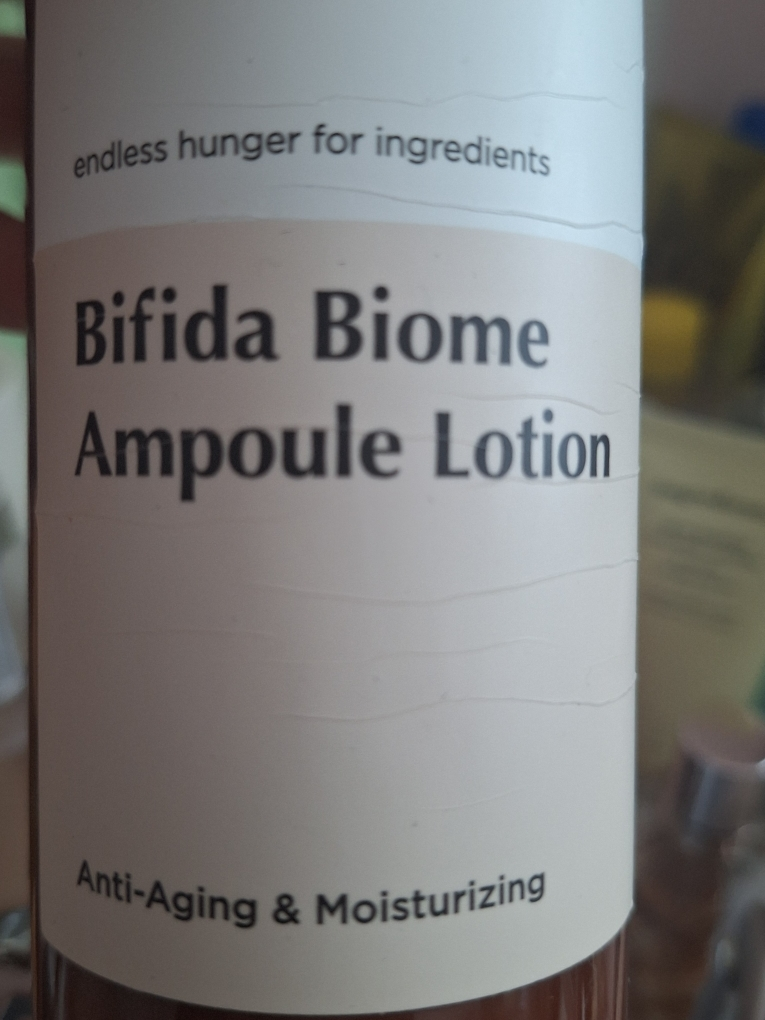 endless hunger for ingredients
Bifida Biome
Ampoule Lotion
Anti-Aging & Moisturizing